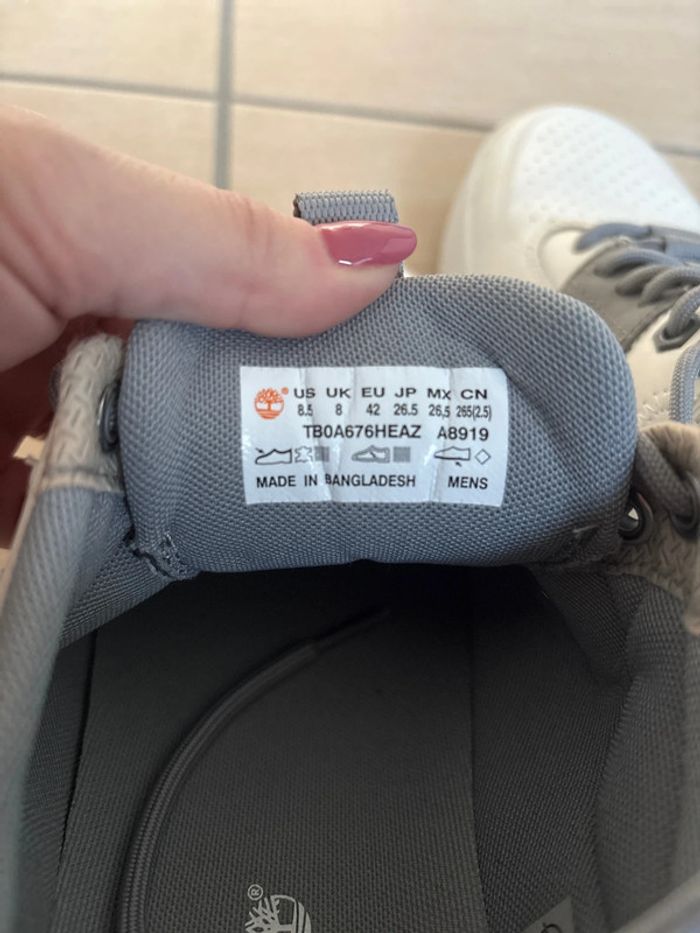 ® US UK EU JP MX CN
8.5 8 42 26.5 26,5 265(2.5)
TB0A676HEAZ A8919
MADE IN BANGLADESH MENS
®